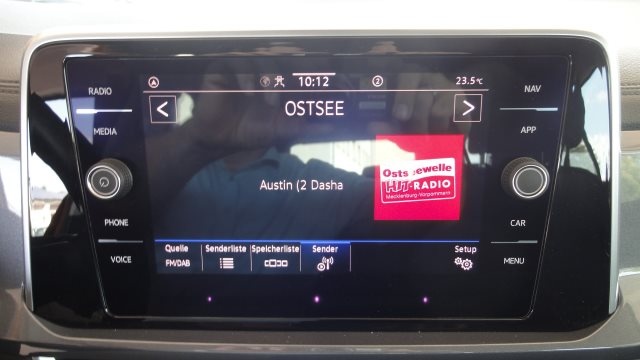 RADIO
MEDIA
PHONE
VOICE
10:12
2
23,5°C
< OSTSEE >
Austin (2 Dasha
Ostseewelle
HIT-RADIO
Mecklenburg-Vorpommern
Quelle Senderliste Speicherliste Sender Setup
FM/DAB
NAV
APP
CAR
MENU